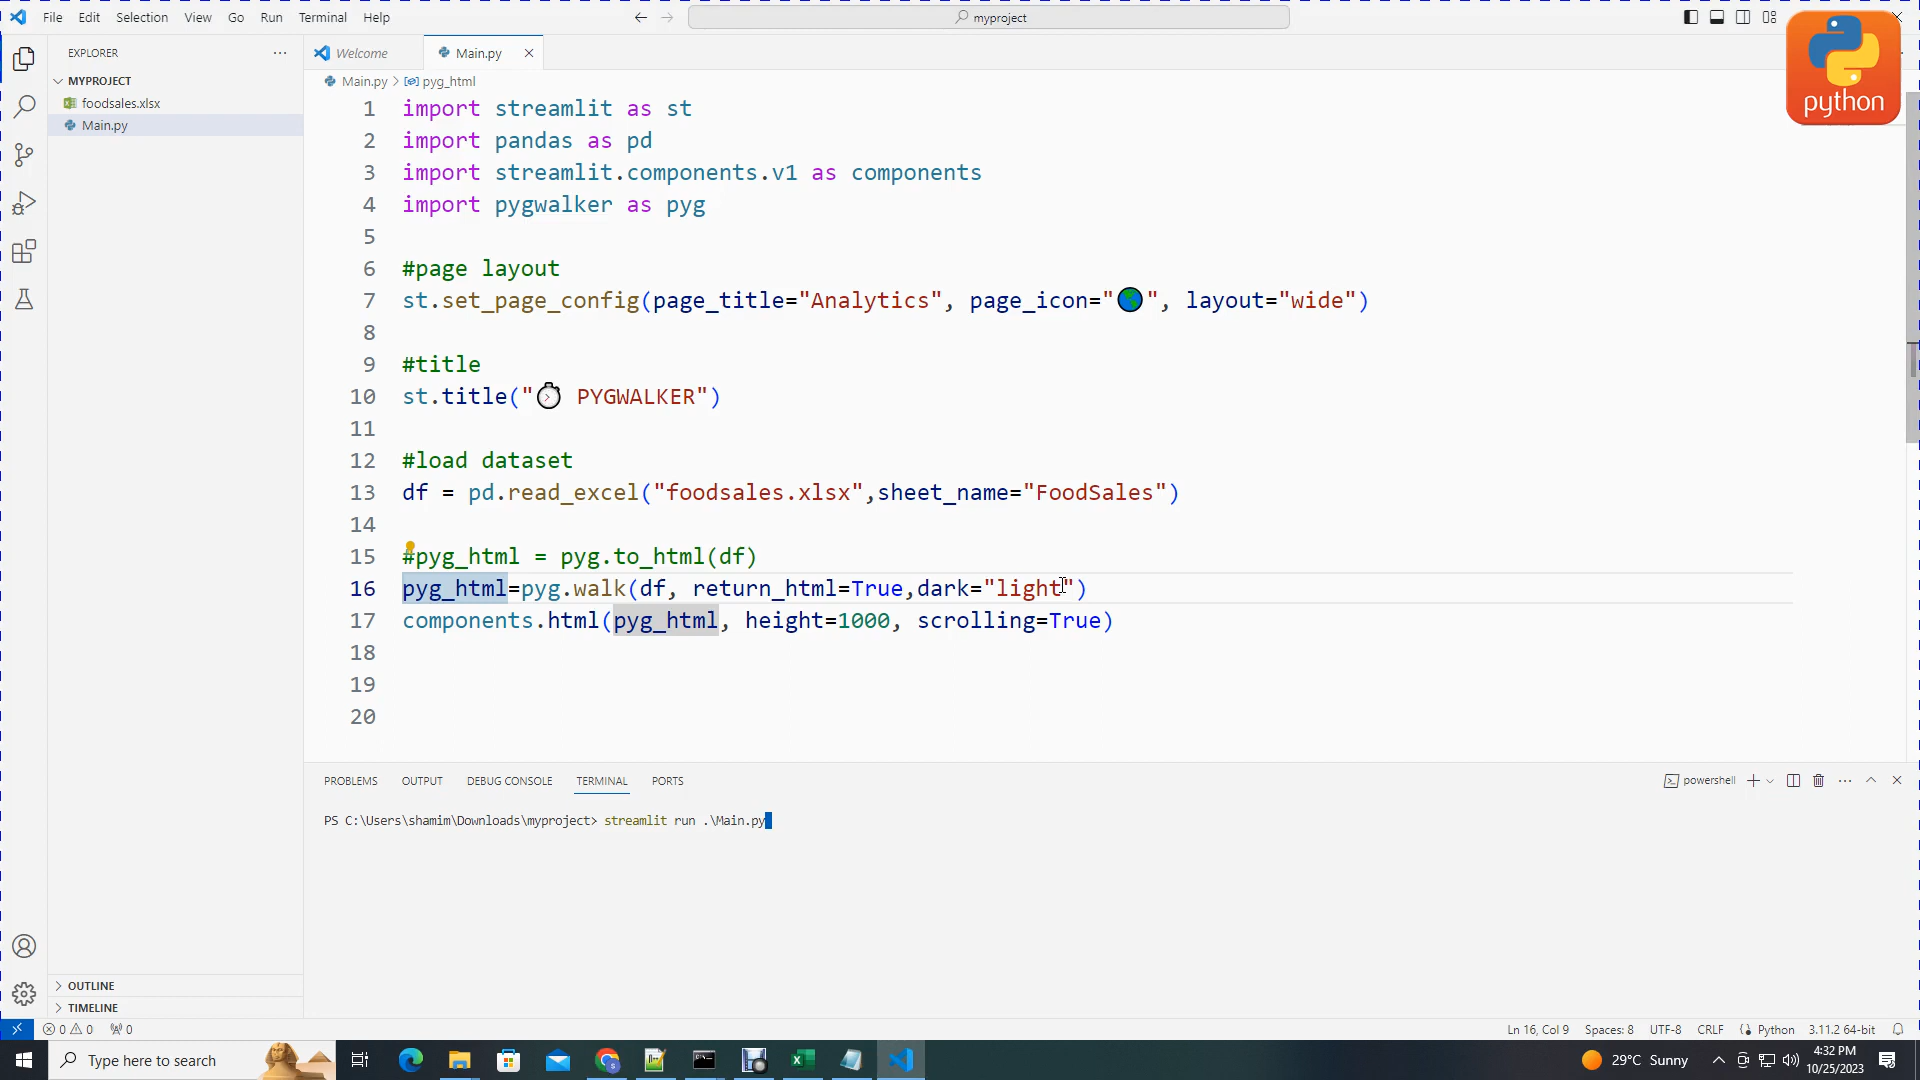 File Edit Selection View Go Run Terminal Help
myproject
python
EXPLORER
MYPROJECT
foodsales.xlsx
Main.py
OUTLINE
TIMELINE
Welcome
Main.py
Main.py > pyg_html
1 import streamlit as st
2 import pandas as pd
3 import streamlit.components.v1 as components
4 import pygwalker as pyg
5
6 #page layout
7 st.set_page_config(page_title="Analytics", page_icon="🌎", layout="wide")
8
9 #title
10 st.title("⏱ PYGWALKER")
11
12 #load dataset
13 df = pd.read_excel("foodsales.xlsx",sheet_name="FoodSales")
14
15 #pyg_html = pyg.to_html(df)
16 pyg_html=pyg.walk(df, return_html=True,dark="light")
17 components.html(pyg_html, height=1000, scrolling=True)
18
19
20
PROBLEMS OUTPUT DEBUG CONSOLE TERMINAL PORTS
powershell
PS C:\Users\shamim\Downloads\myproject> streamlit run .\Main.py
0 0 0
Ln 16, Col 9 Spaces: 8 UTF-8 CRLF Python 3.11.2 64-bit
Type here to search
29°C Sunny
4:32 PM
10/25/2023